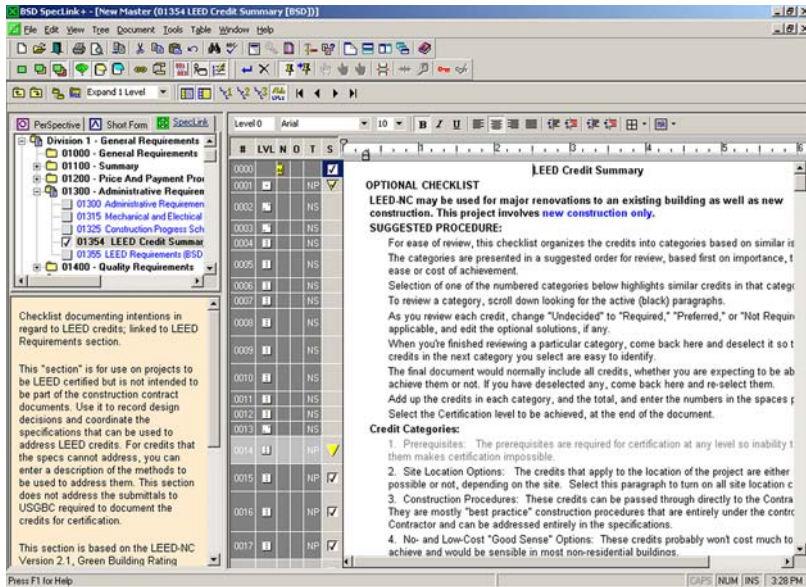 BSD SpecLink+ - [New Master (01354 LEED Credit Summary [BSD])]
File Edit View Tree Document Tools Table Window Help
Expand 1 Level
PerSpective Short Form SpecLink
Division 1 - General Requirements
01000 - General Requirements
01100 - Summary
01200 - Price And Payment Pro
01300 - Administrative Requiren
01300 Administrative Requiremen
01315 Mechanical and Electrical
01325 Construction Progress Sch
01354 LEED Credit Summar
01355 LEED Requirements (BSD
01400 - Quality Requirements
Checklist documenting intentions in
regard to LEED credits; linked to LEED
Requirements section.
This "section" is for use on projects to
be LEED certified but is not intended to
be part of the construction contract
documents. Use it to record design
decisions and coordinate the
specifications that can be used to
address LEED credits. For credits that
the specs cannot address, you can
enter a description of the methods to
be used to address them. This section
does not address the submittals to
USGBC required to document the
credits for certification.
This section is based on the LEED-NC
Version 2.1, Green Building Rating
Level 0 Arial 10 B I U
# LVL N O T S
0000
0001 NP
0002 NS
0003 NS
0004 NS
0005 NS
0006 NS
0007 NS
0008 NS
0009 NS
0010 NS
0011 NS
0012 NS
0013 NS
0014 NP
0015 NP
0016 NP
0017 NP
LEED Credit Summary
OPTIONAL CHECKLIST
LEED-NC may be used for major renovations to an existing building as well as new
construction. This project involves new construction only.
SUGGESTED PROCEDURE:
For ease of review, this checklist organizes the credits into categories based on similar is
The categories are presented in a suggested order for review, based first on importance, t
ease or cost of achievement.
Selection of one of the numbered categories below highlights similar credits in that catego
To review a category, scroll down looking for the active (black) paragraphs.
As you review each credit, change "Undecided" to "Required," "Preferred," or "Not Requir
applicable, and edit the optional solutions, if any.
When you're finished reviewing a particular category, come back here and deselect it so t
credits in the next category you select are easy to identify.
The final document would normally include all credits, whether you are expecting to be ab
achieve them or not. If you have deselected any, come back here and re-select them.
Add up the credits in each category, and the total, and enter the numbers in the spaces p
Select the Certification level to be achieved, at the end of the document.
Credit Categories:
1. Prerequisites: The prerequisites are required for certification at any level so inability t
them makes certification impossible.
2. Site Location Options: The credits that apply to the location of the project are either
possible or not, depending on the site. Select this paragraph to turn on all site location c
3. Construction Procedures: These credits can be passed through directly to the Contra
They are mostly "best practice" construction procedures that are entirely under the contro
Contractor and can be addressed entirely in the specifications.
4. No- and Low-Cost "Good Sense" Options: These credits probably won't cost much to
achieve and would be sensible in most non-residential buildings.
Press F1 for Help
CAPS NUM INS 3:28 PM